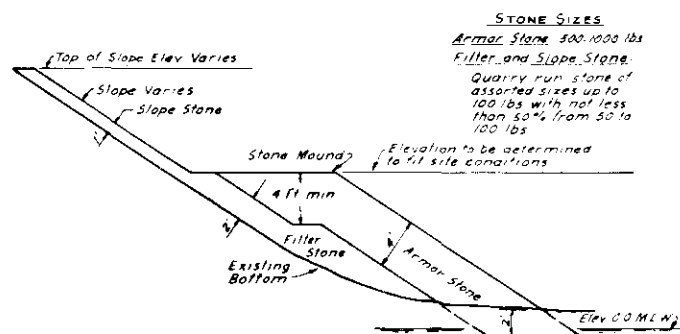 STONE SIZES
Armor Stone 500-1000 lbs
Filter and Slope Stone
Quarry run stone of
assorted sizes up to
100 lbs with not less
than 50% from 50 to
100 lbs
Top of Slope Elev Varies
Slope Varies
Slope Stone
Stone Mound
Elevation to be determined
to fit site conditions
4 Ft min
Filter
Stone
Armor Stone
Existing
Bottom
Elev 0.0 M.L.W.
2'